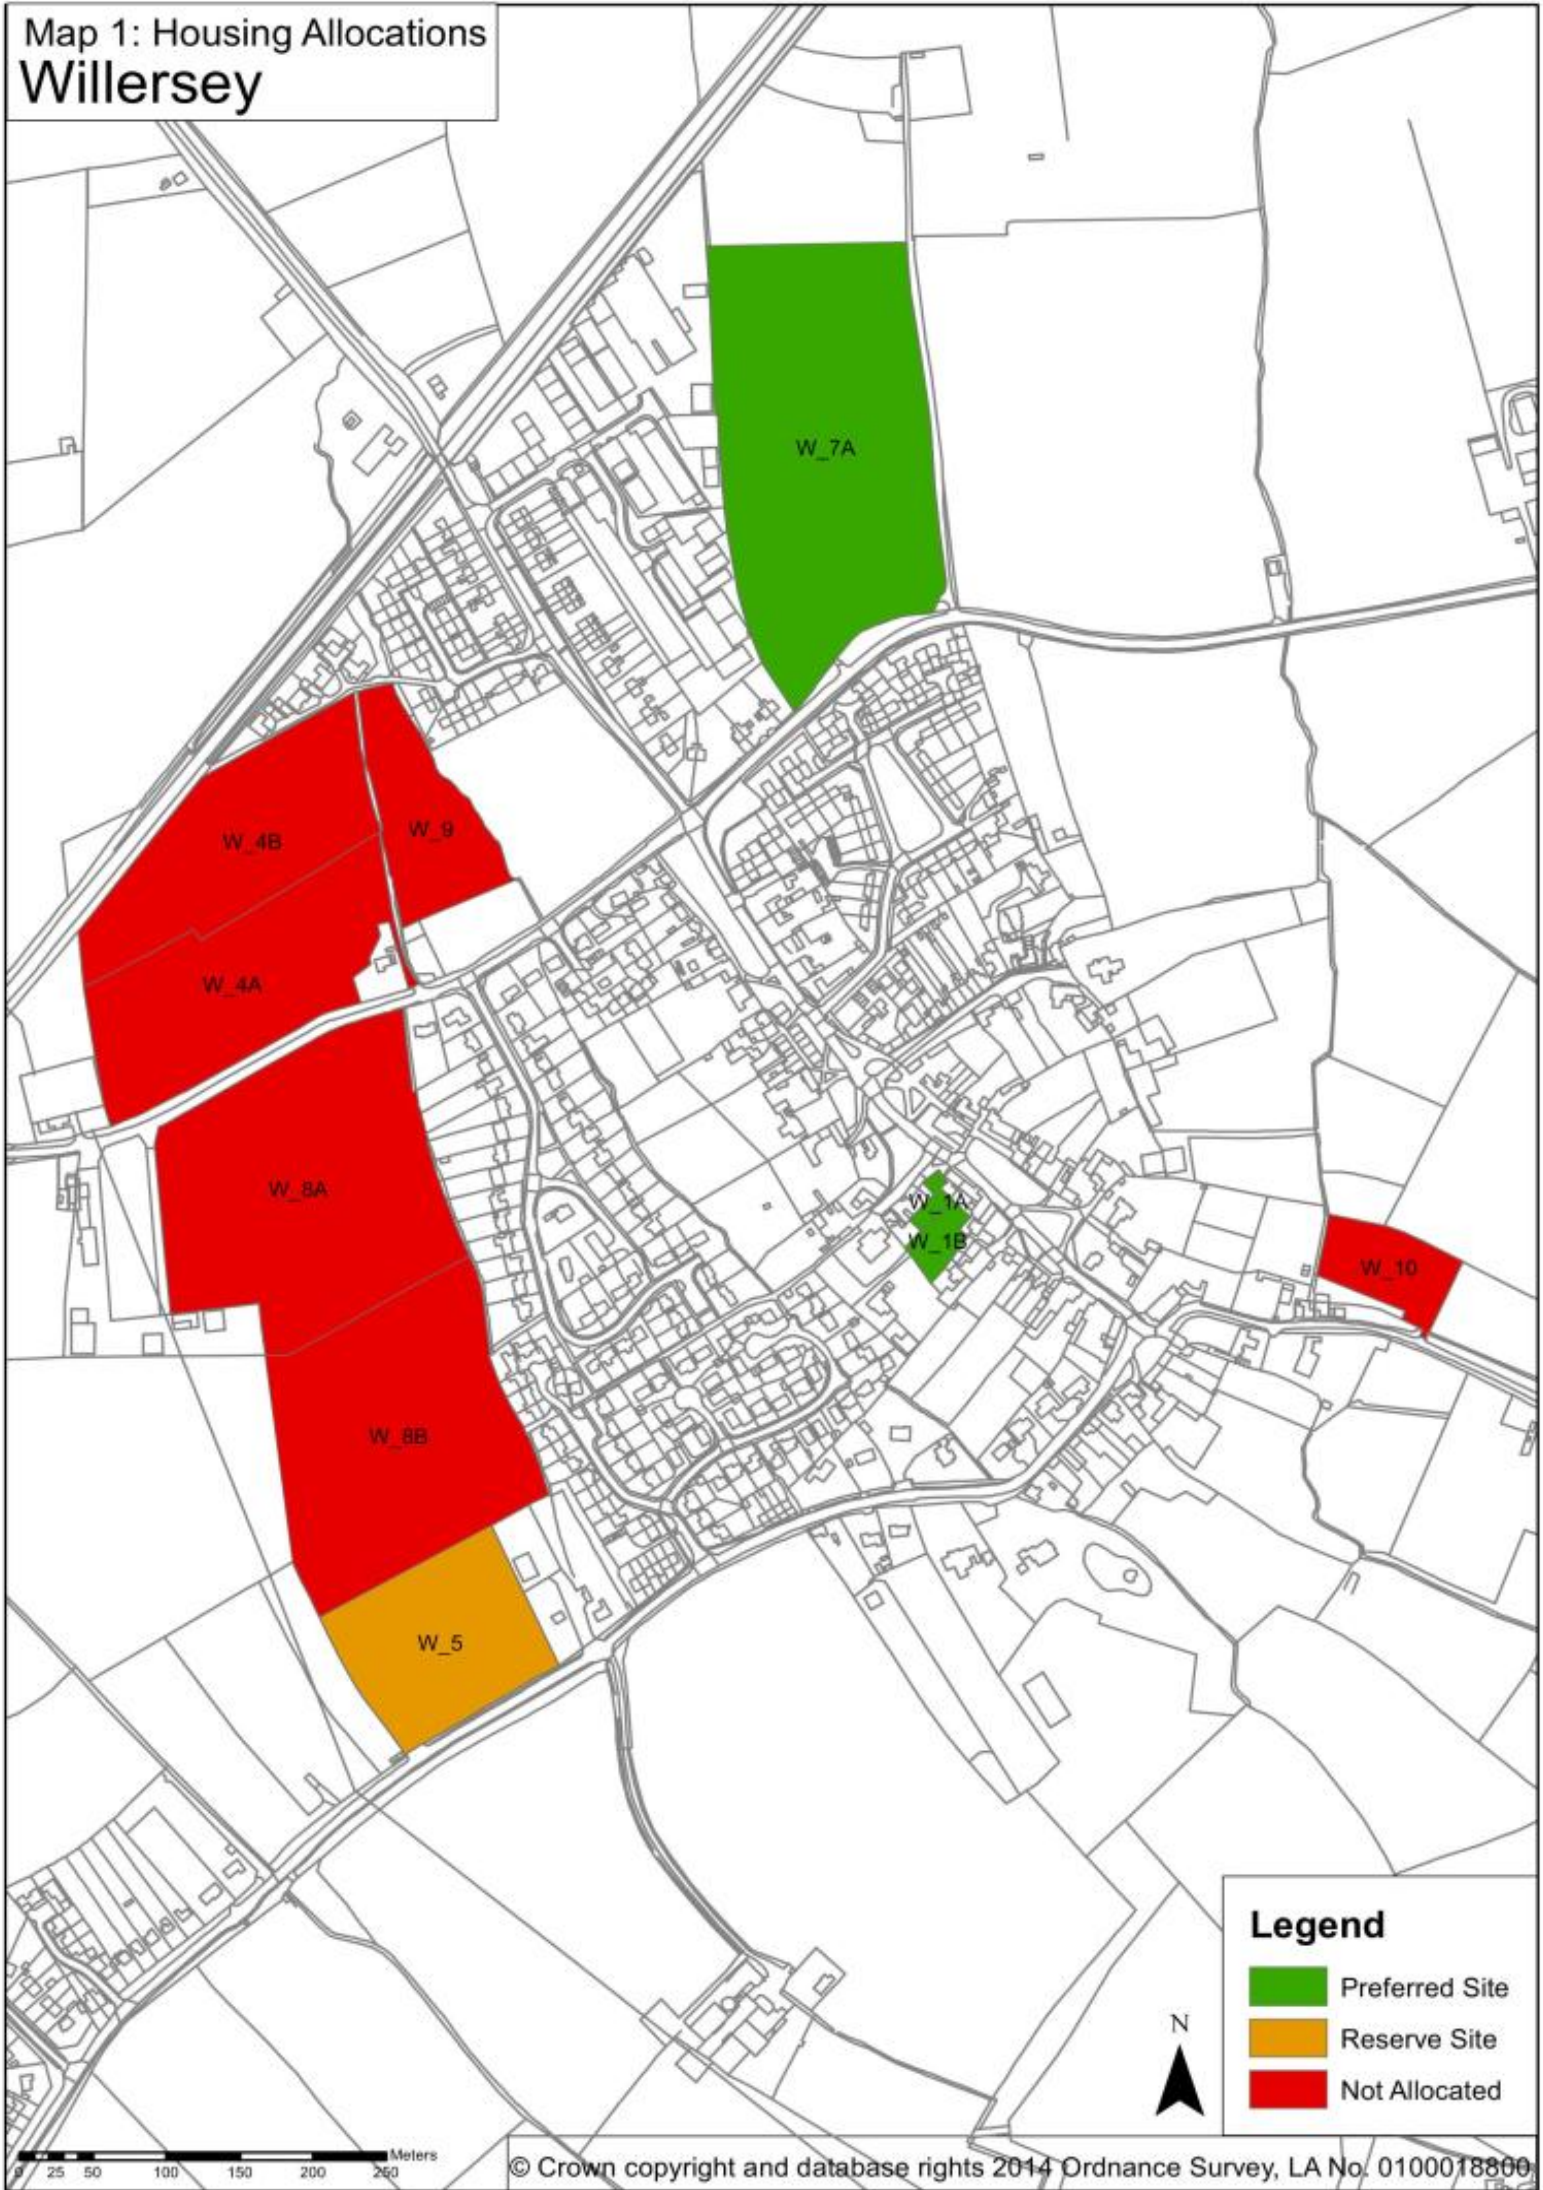 Map 1: Housing Allocations
Willersey
W_7A
W_4B
W_9
W_4A
W_8A
W_1A
W_1B
W_10
W_8B
W_5
Legend
Preferred Site
Reserve Site
Not Allocated
N
Meters
0 25 50 100 150 200 250
© Crown copyright and database rights 2014 Ordnance Survey, LA No. 0100018800